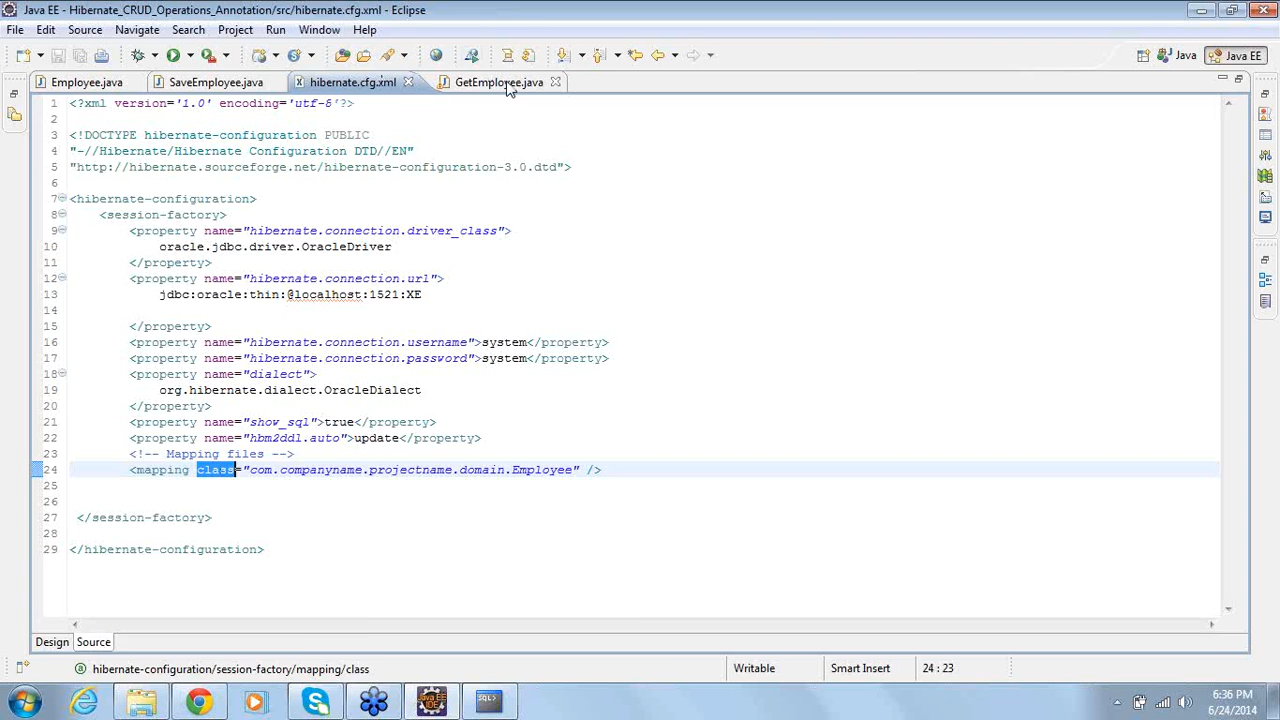 Java EE - Hibernate_CRUD_Operations_Annotation/src/hibernate.cfg.xml - Eclipse
File Edit Source Navigate Search Project Run Window Help
Java Java EE
Employee.java SaveEmployee.java hibernate.cfg.xml GetEmployee.java
1 <?xml version='1.0' encoding='utf-8'?>
2
3 <!DOCTYPE hibernate-configuration PUBLIC
4 "-//Hibernate/Hibernate Configuration DTD//EN"
5 "http://hibernate.sourceforge.net/hibernate-configuration-3.0.dtd">
6
7 <hibernate-configuration>
8 <session-factory>
9 <property name="hibernate.connection.driver_class">
10 oracle.jdbc.driver.OracleDriver
11 </property>
12 <property name="hibernate.connection.url">
13 jdbc:oracle:thin:@localhost:1521:XE
14
15 </property>
16 <property name="hibernate.connection.username">system</property>
17 <property name="hibernate.connection.password">system</property>
18 <property name="dialect">
19 org.hibernate.dialect.OracleDialect
20 </property>
21 <property name="show_sql">true</property>
22 <property name="hbm2ddl.auto">update</property>
23 <!-- Mapping files -->
24 <mapping class="com.companyname.projectname.domain.Employee" />
25
26
27 </session-factory>
28
29 </hibernate-configuration>
Design Source
hibernate-configuration/session-factory/mapping/class Writable Smart Insert 24 : 23
Java EE IDE SQL>
6:36 PM
6/24/2014